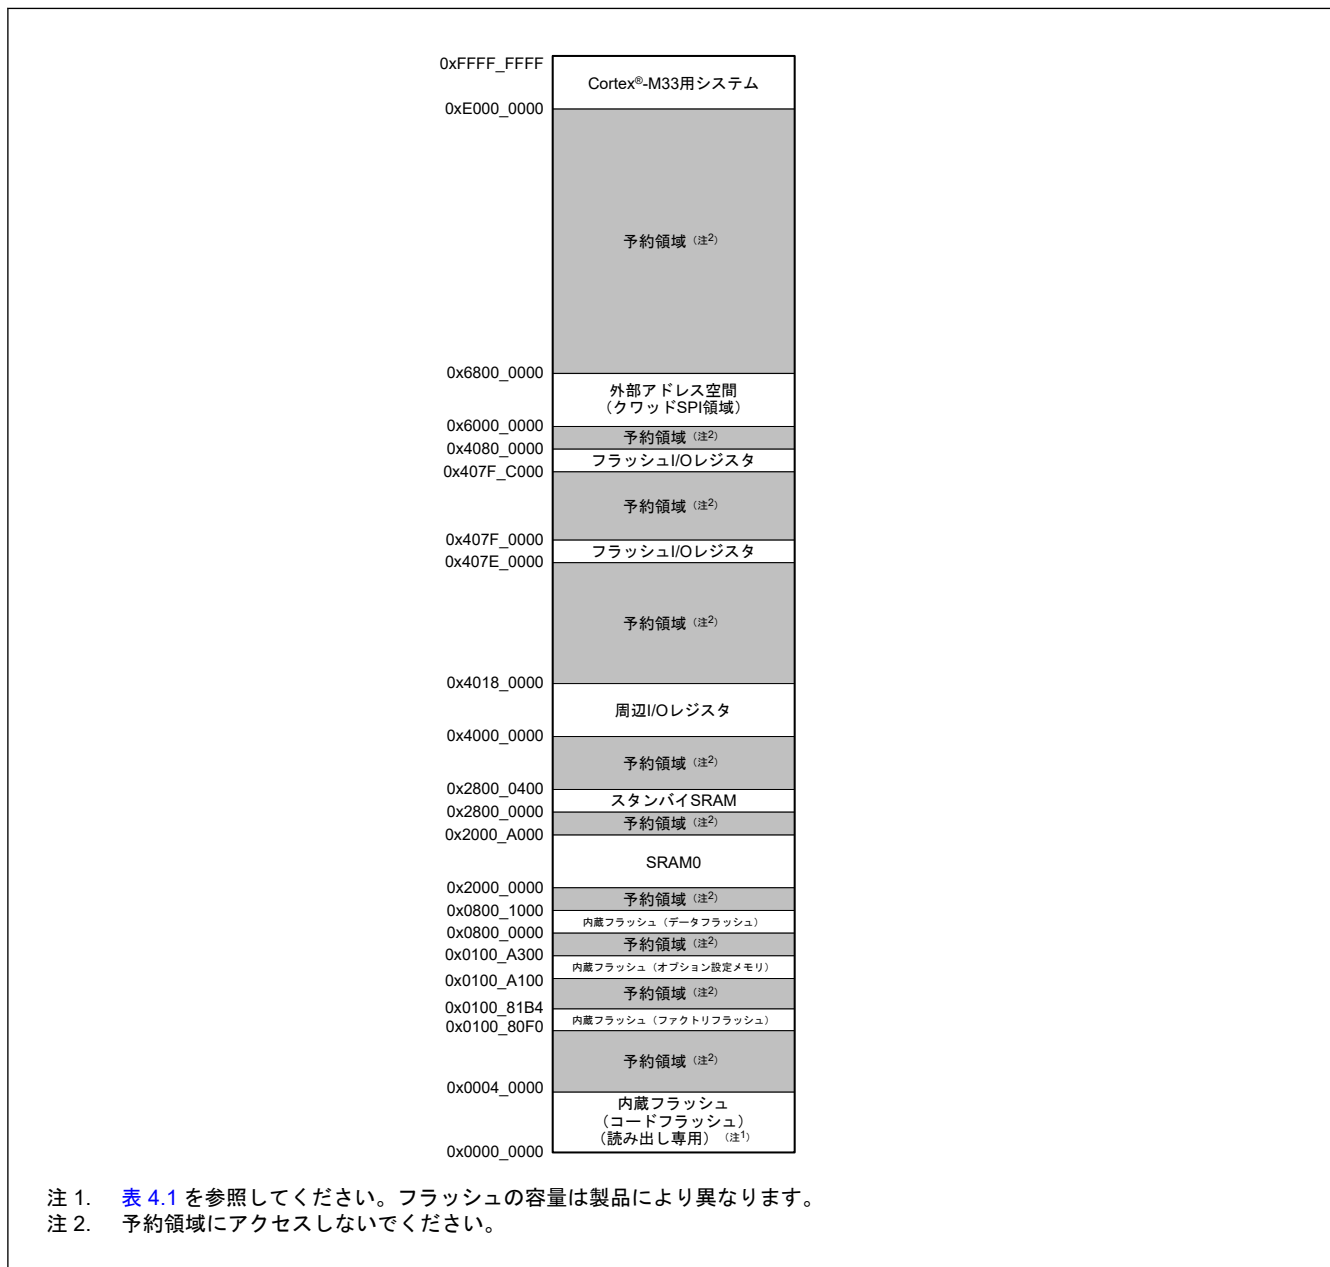 0xFFFF_FFFF
Cortex®-M33用システム
0xE000_0000
予約領域（注2）
0x6800_0000
外部アドレス空間
（クワッドSPI領域）
0x6000_0000
予約領域（注2）
0x4080_0000
フラッシュI/Oレジスタ
0x407F_C000
予約領域（注2）
0x407F_0000
フラッシュI/Oレジスタ
0x407E_0000
予約領域（注2）
0x4018_0000
周辺I/Oレジスタ
0x4000_0000
予約領域（注2）
0x2800_0400
スタンバイSRAM
0x2800_0000
予約領域（注2）
0x2000_A000
SRAM0
0x2000_0000
予約領域（注2）
0x0800_1000
内蔵フラッシュ（データフラッシュ）
0x0800_0000
予約領域（注2）
0x0100_A300
内蔵フラッシュ（オプション設定メモリ）
0x0100_A100
予約領域（注2）
0x0100_81B4
内蔵フラッシュ（ファクトリフラッシュ）
0x0100_80F0
予約領域（注2）
0x0004_0000
内蔵フラッシュ
（コードフラッシュ）
（読み出し専用）（注1）
0x0000_0000
注 1. 表 4.1 を参照してください。フラッシュの容量は製品により異なります。
注 2. 予約領域にアクセスしないでください。